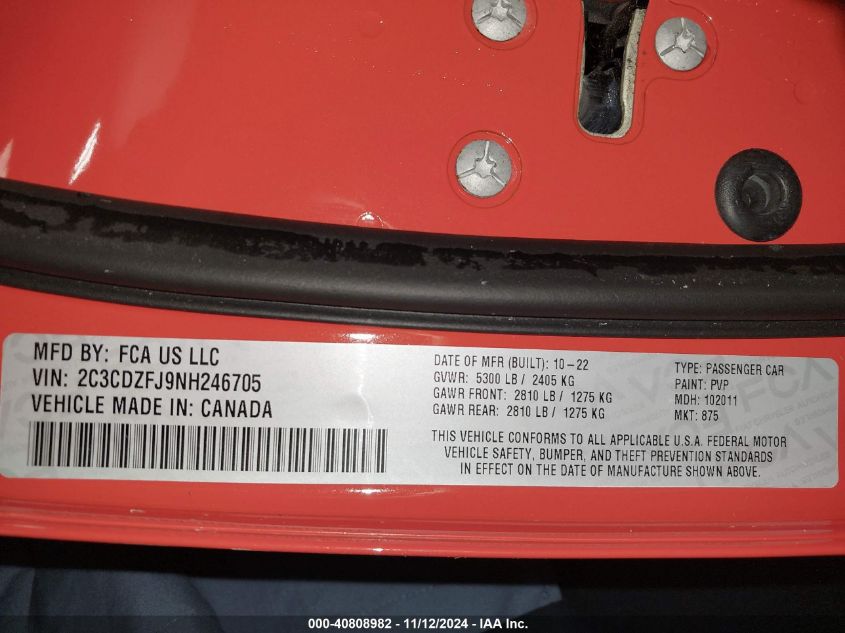 MFD BY: FCA US LLC
VIN: 2C3CDZFJ9NH246705
VEHICLE MADE IN: CANADA
DATE OF MFR (BUILT): 10-22
GVWR: 5300 LB / 2405 KG
GAWR FRONT: 2810 LB / 1275 KG
GAWR REAR: 2810 LB / 1275 KG
TYPE: PASSENGER CAR
PAINT: PVP
MDH: 102011
MKT: 875
THIS VEHICLE CONFORMS TO ALL APPLICABLE U.S.A. FEDERAL MOTOR
VEHICLE SAFETY, BUMPER, AND THEFT PREVENTION STANDARDS
IN EFFECT ON THE DATE OF MANUFACTURE SHOWN ABOVE.
000-40808982 - 11/12/2024 - IAA Inc.